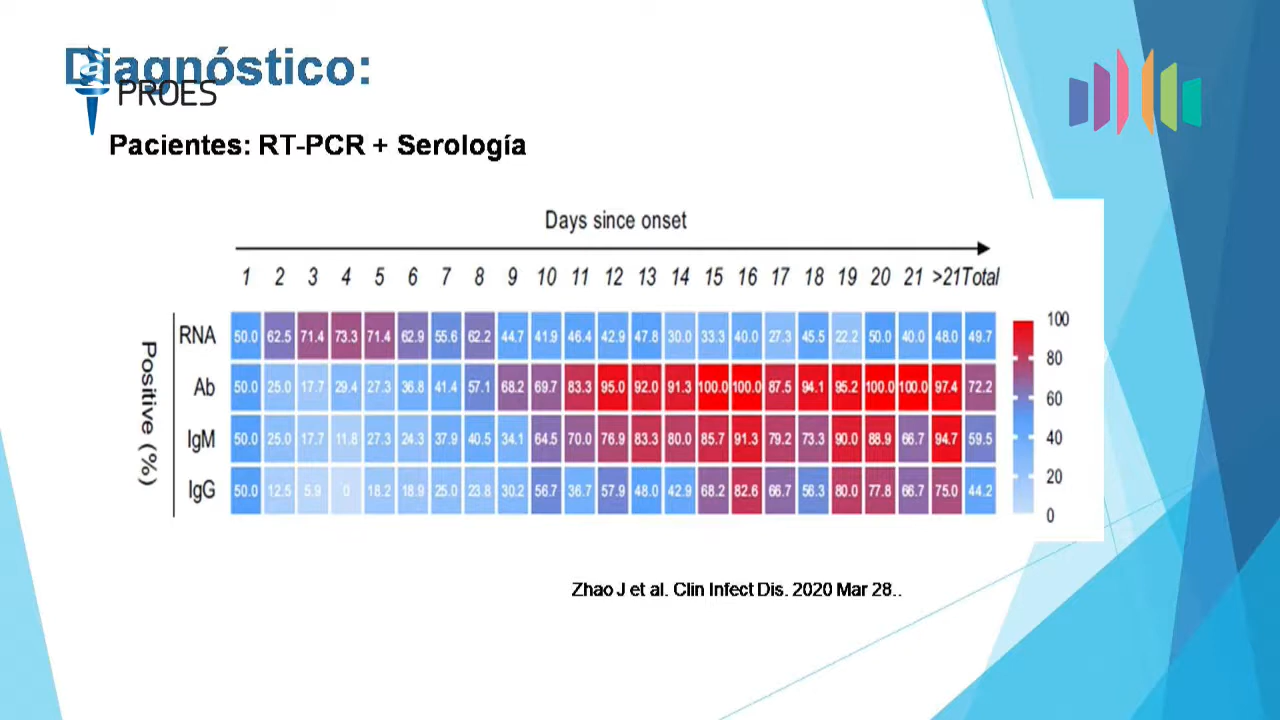 Diagnóstico:
PROES
Pacientes: RT-PCR + Serología
Days since onset
1 2 3 4 5 6 7 8 9 10 11 12 13 14 15 16 17 18 19 20 21 >21 Total
Positive (%)
RNA 50.0 62.5 71.4 73.3 71.4 62.9 55.6 62.2 44.7 41.9 46.4 42.9 47.8 30.0 33.3 40.0 27.3 45.5 22.2 50.0 40.0 48.0 49.7
Ab 50.0 25.0 17.7 29.4 27.3 36.8 41.4 57.1 68.2 69.7 83.3 95.0 92.0 91.3 100.0 100.0 87.5 94.1 95.2 100.0 100.0 97.4 72.2
IgM 50.0 25.0 17.7 11.8 27.3 24.3 37.9 40.5 34.1 64.5 70.0 76.9 83.3 80.0 85.7 91.3 79.2 73.3 90.0 88.9 66.7 94.7 59.5
IgG 50.0 12.5 5.9 0 18.2 18.9 25.0 23.8 30.2 56.7 36.7 57.9 48.0 42.9 68.2 82.6 66.7 56.3 80.0 77.8 66.7 75.0 44.2
100
80
60
40
20
0
Zhao J et al. Clin Infect Dis. 2020 Mar 28..